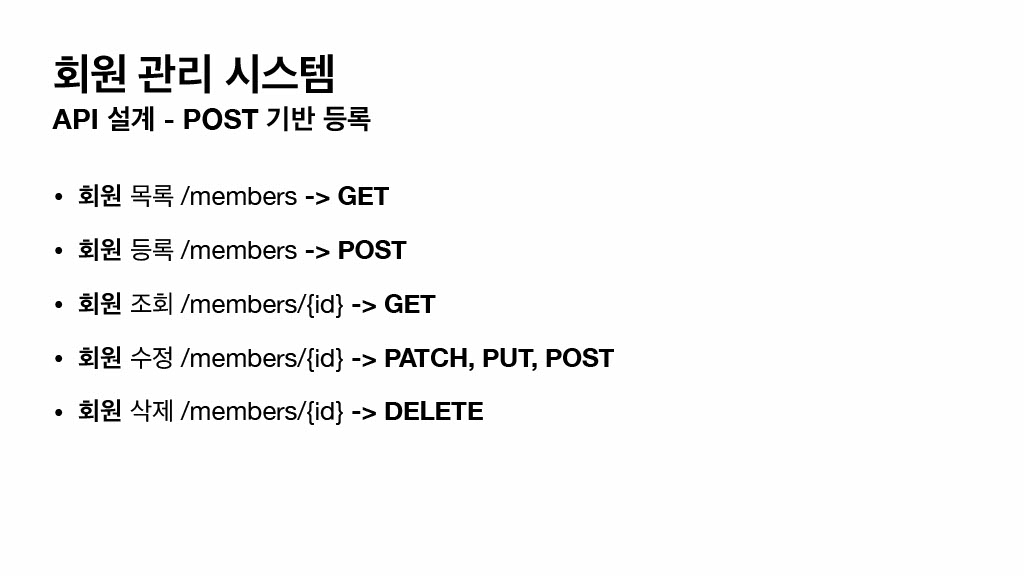 회원 관리 시스템
API 설계 - POST 기반 등록
• 회원 목록 /members -> GET
• 회원 등록 /members -> POST
• 회원 조회 /members/{id} -> GET
• 회원 수정 /members/{id} -> PATCH, PUT, POST
• 회원 삭제 /members/{id} -> DELETE